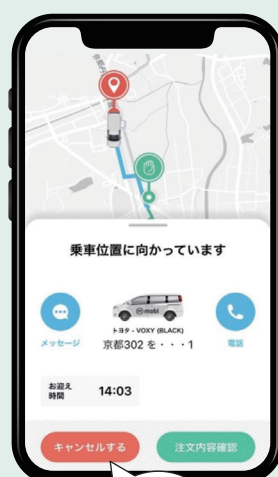 乗車位置に向かっています
mobi
メッセージ
トヨタ - VOXY (BLACK)
京都302 を・・・1
電話
お迎え
時間
14:03
キャンセルする
注文内容確認